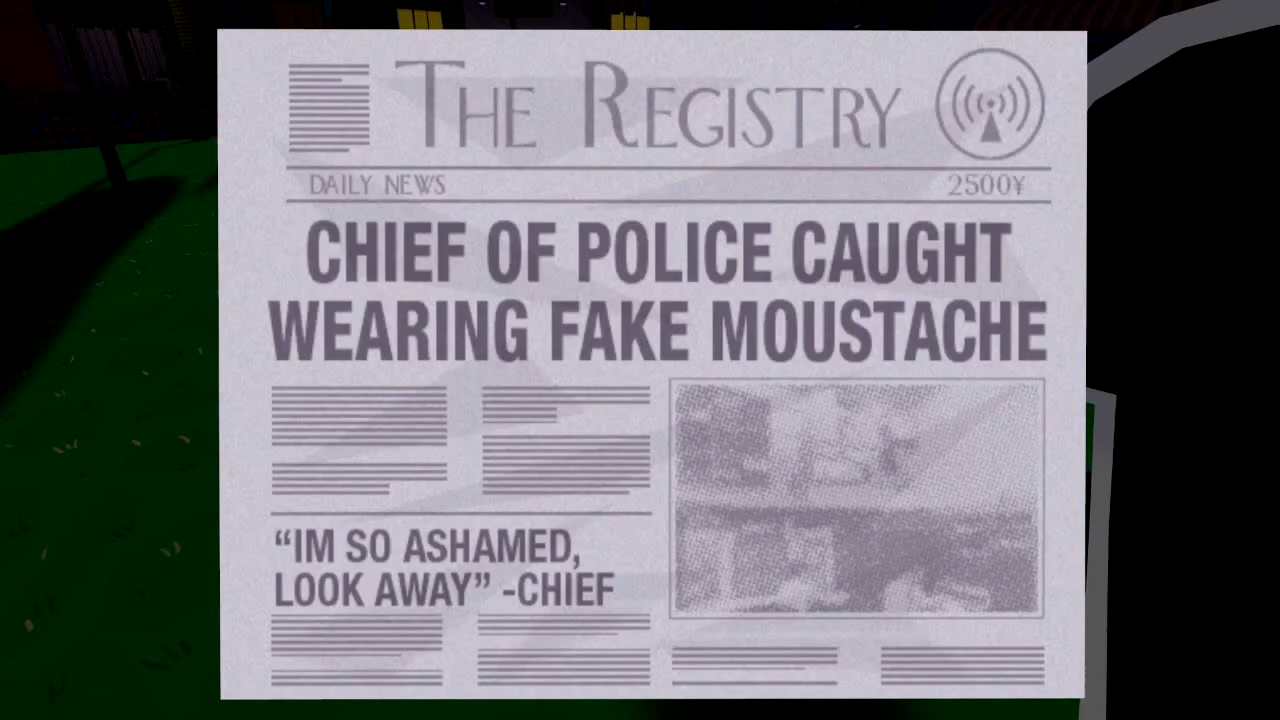 THE REGISTRY
DAILY NEWS
2500¥
CHIEF OF POLICE CAUGHT
WEARING FAKE MOUSTACHE
“IM SO ASHAMED,
LOOK AWAY” -CHIEF